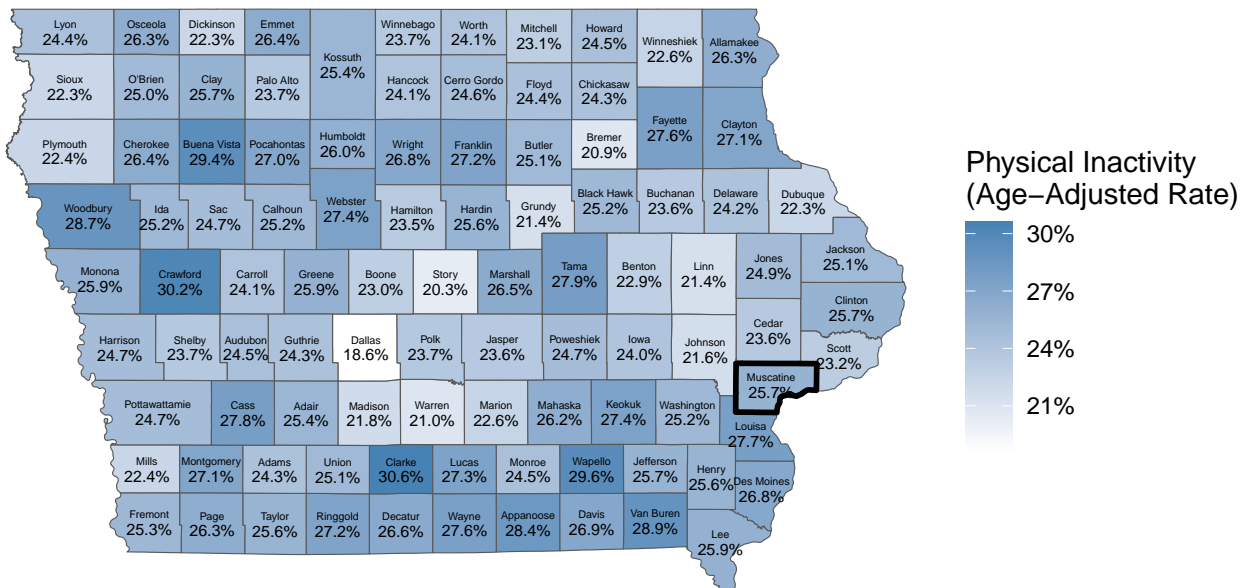 Lyon
24.4%
Osceola
26.3%
Dickinson
22.3%
Emmet
26.4%
Kossuth
25.4%
Winnebago
23.7%
Worth
24.1%
Mitchell
23.1%
Howard
24.5%
Winneshiek
22.6%
Allamakee
26.3%
Sioux
22.3%
O'Brien
25.0%
Clay
25.7%
Palo Alto
23.7%
Hancock
24.1%
Cerro Gordo
24.6%
Floyd
24.4%
Chickasaw
24.3%
Fayette
27.6%
Clayton
27.1%
Plymouth
22.4%
Cherokee
26.4%
Buena Vista
29.4%
Pocahontas
27.0%
Humboldt
26.0%
Wright
26.8%
Franklin
27.2%
Butler
25.1%
Bremer
20.9%
Woodbury
28.7%
Ida
25.2%
Sac
24.7%
Calhoun
25.2%
Webster
27.4%
Hamilton
23.5%
Hardin
25.6%
Grundy
21.4%
Black Hawk
25.2%
Buchanan
23.6%
Delaware
24.2%
Dubuque
22.3%
Monona
25.9%
Crawford
30.2%
Carroll
24.1%
Greene
25.9%
Boone
23.0%
Story
20.3%
Marshall
26.5%
Tama
27.9%
Benton
22.9%
Linn
21.4%
Jones
24.9%
Jackson
25.1%
Clinton
25.7%
Harrison
24.7%
Shelby
23.7%
Audubon
24.5%
Guthrie
24.3%
Dallas
18.6%
Polk
23.7%
Jasper
23.6%
Poweshiek
24.7%
Iowa
24.0%
Johnson
21.6%
Cedar
23.6%
Scott
23.2%
Muscatine
25.7%
Pottawattamie
24.7%
Cass
27.8%
Adair
25.4%
Madison
21.8%
Warren
21.0%
Marion
22.6%
Mahaska
26.2%
Keokuk
27.4%
Washington
25.2%
Louisa
27.7%
Mills
22.4%
Montgomery
27.1%
Adams
24.3%
Union
25.1%
Clarke
30.6%
Lucas
27.3%
Monroe
24.5%
Wapello
29.6%
Jefferson
25.7%
Henry
25.6%
Des Moines
26.8%
Fremont
25.3%
Page
26.3%
Taylor
25.6%
Ringgold
27.2%
Decatur
26.6%
Wayne
27.6%
Appanoose
28.4%
Davis
26.9%
Van Buren
28.9%
Lee
25.9%
Physical Inactivity
(Age−Adjusted Rate)
30%
27%
24%
21%